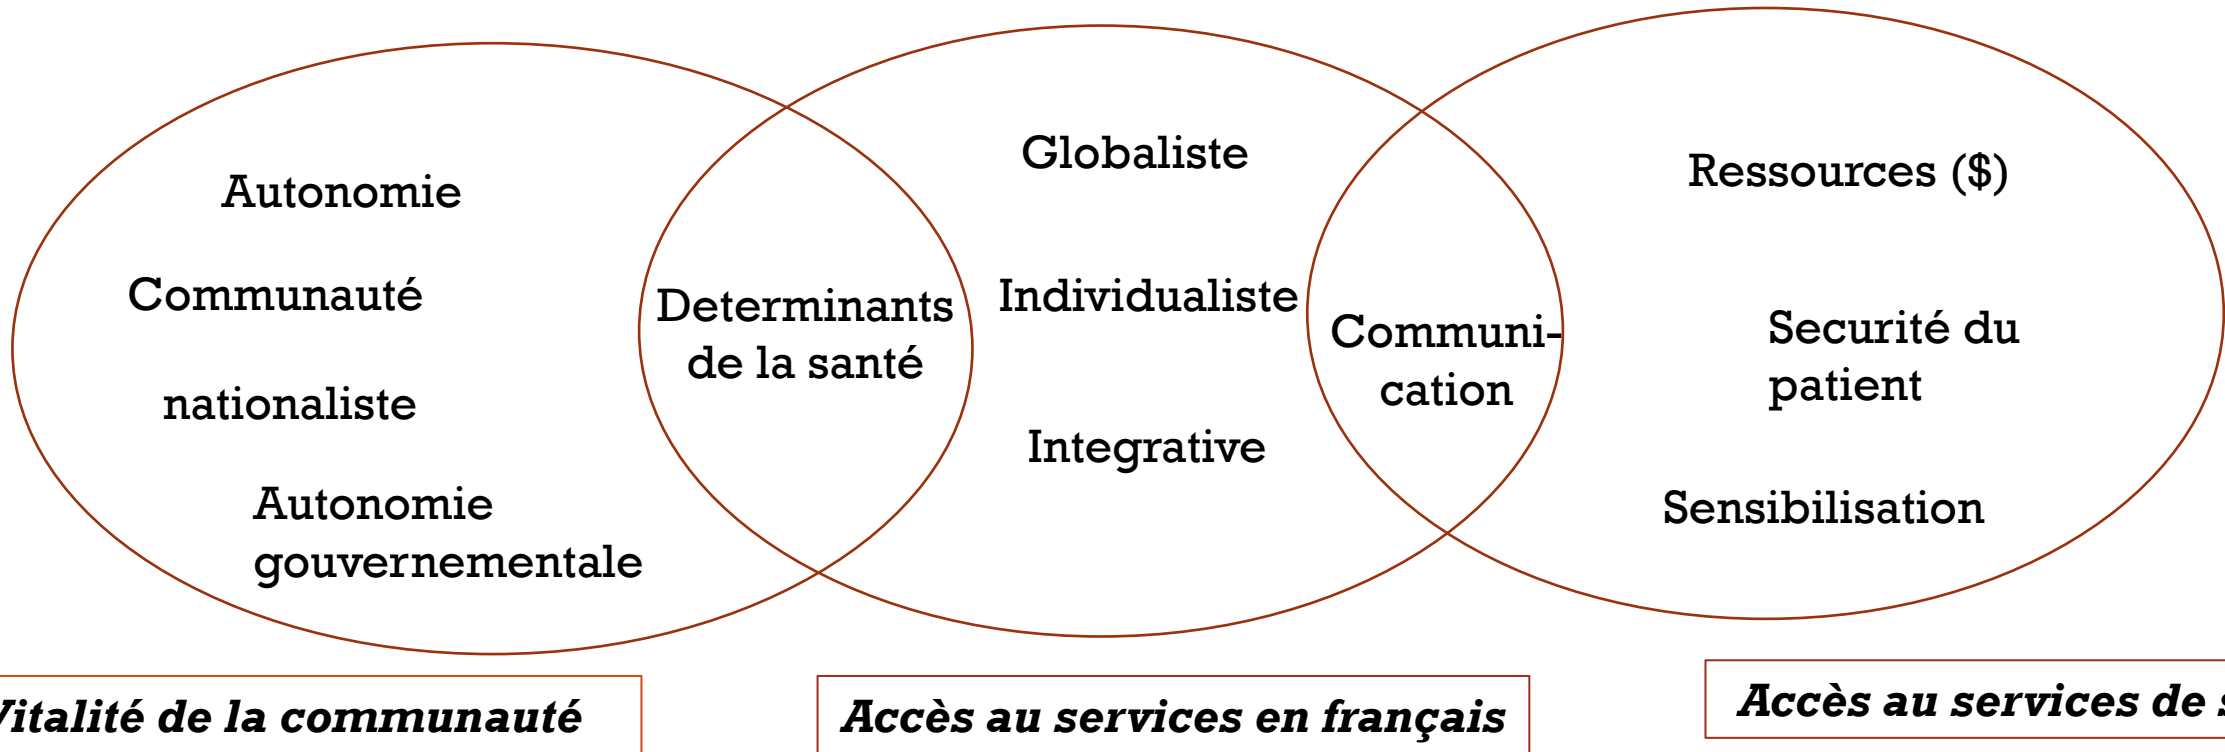 Autonomie
Communauté
nationaliste
Autonomie
gouvernementale
Determinants
de la santé
Globaliste
Individualiste
Integrative
Communi-
cation
Ressources ($)
Securité du
patient
Sensibilisation
Vitalité de la communauté
Accès au services en français
Accès au services de